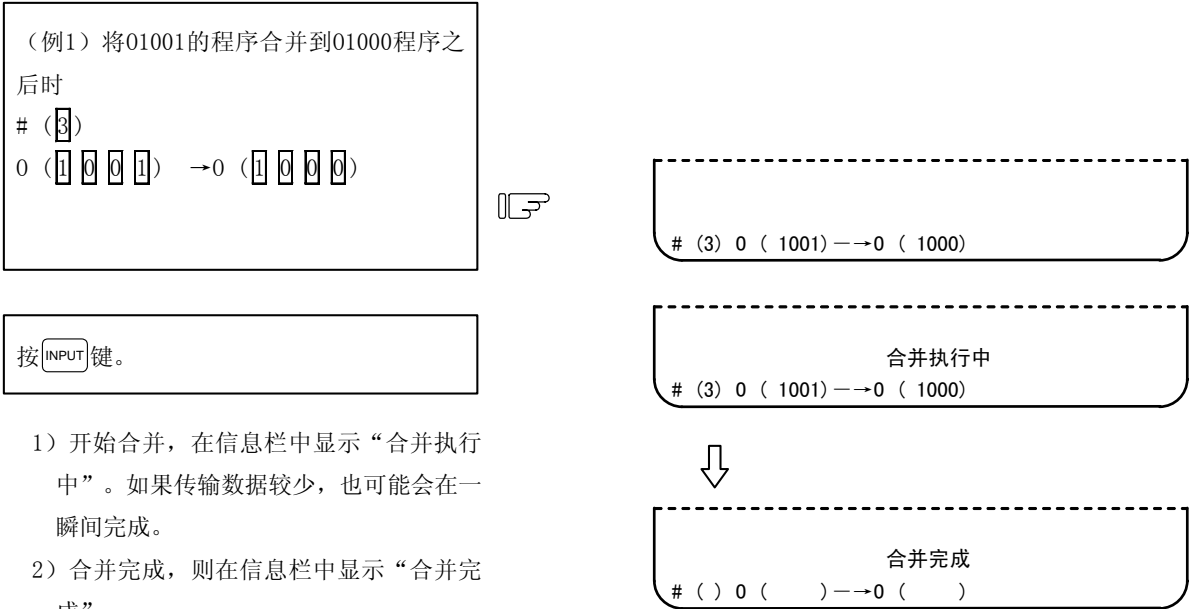 （例1）将01001的程序合并到01000程序之
后时
# (3)
0 (1 0 0 1) →0 (1 0 0 0)
# (3) 0 ( 1001)—→0 ( 1000)
按INPUT键。
合并执行中
# (3) 0 ( 1001)—→0 ( 1000)
1）开始合并，在信息栏中显示“合并执行
中”。如果传输数据较少，也可能会在一
瞬间完成。
2）合并完成，则在信息栏中显示“合并完
成”
合并完成
# ( ) 0 ( )—→0 ( )